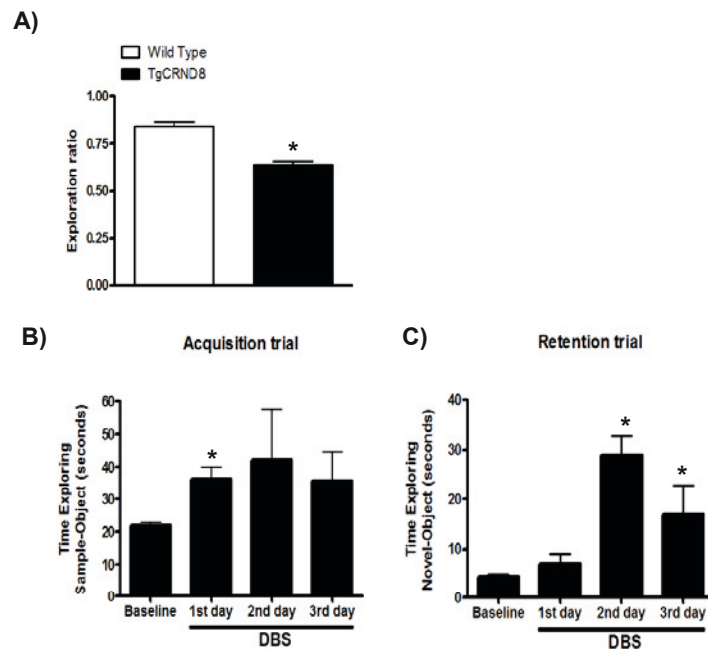 A)
Wild Type
TgCRND8
1.00
0.75
0.50
0.25
0.00
Exploration ratio
*
B)
Acquisition trial
60
50
40
30
20
10
0
Time Exploring
Sample-Object (seconds)
*
Baseline 1st day 2nd day 3rd day
DBS
C)
Retention trial
40
30
20
10
0
Time Exploring
Novel-Object (seconds)
*
*
Baseline 1st day 2nd day 3rd day
DBS